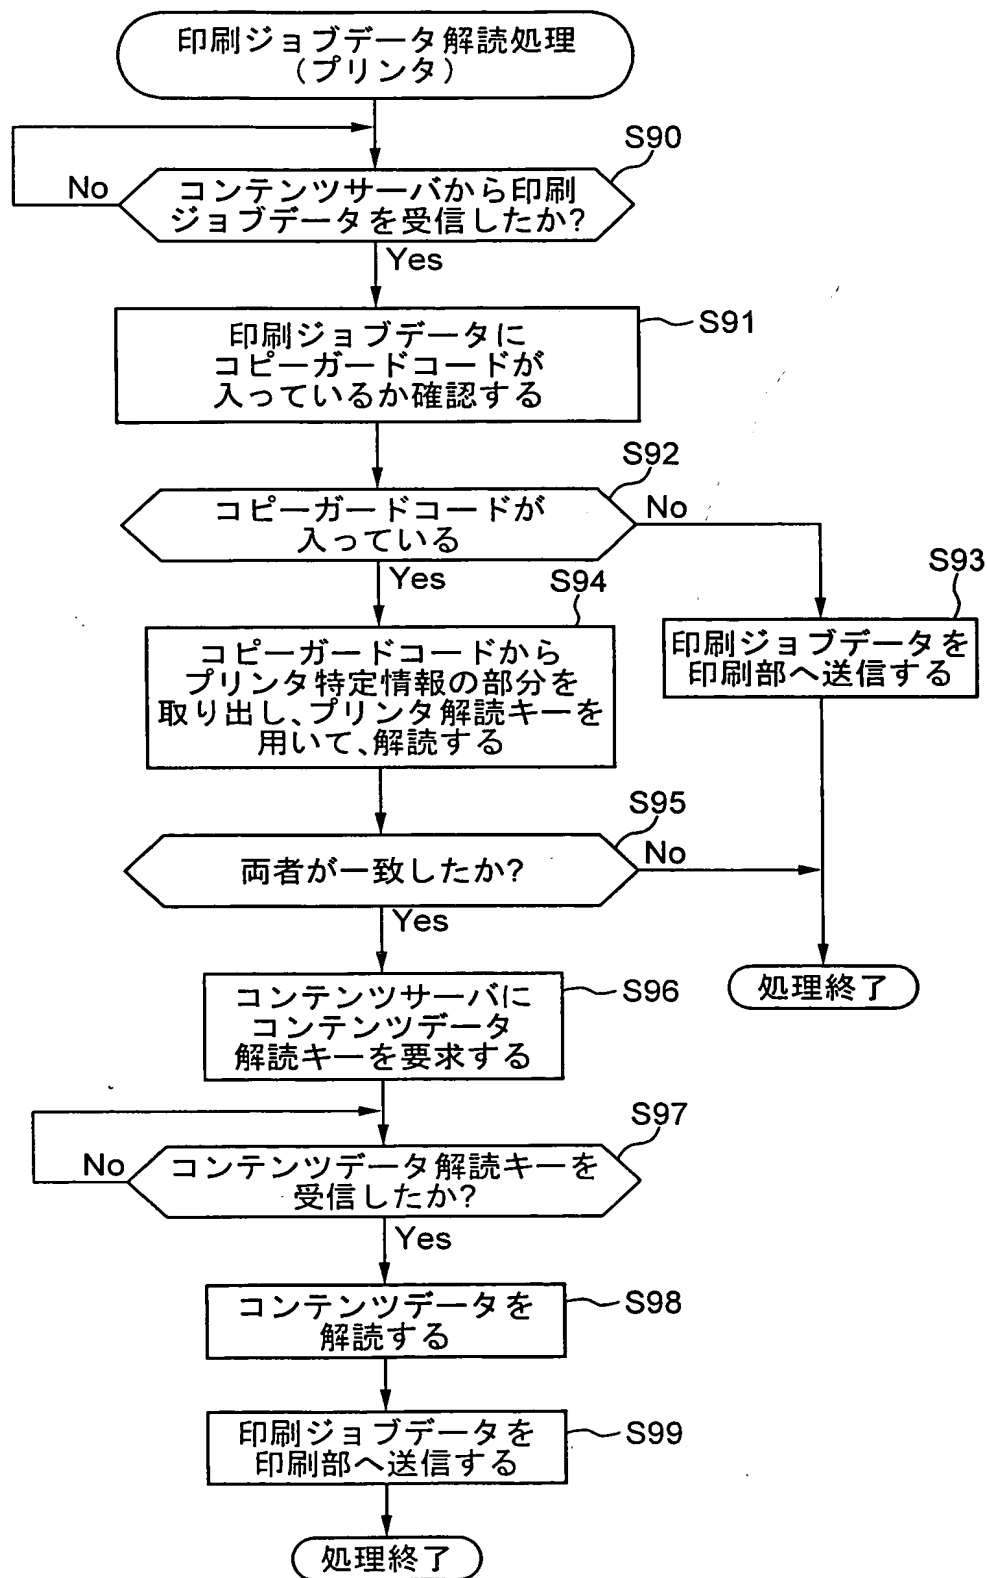 印刷ジョブデータ解読処理
(プリンタ)
S90
No
コンテンツサーバから印刷
ジョブデータを受信したか?
Yes
S91
印刷ジョブデータに
コピーガードコードが
入っているか確認する
S92
コピーガードコードが
入っている
No
Yes
S93
印刷ジョブデータを
印刷部へ送信する
S94
コピーガードコードから
プリンタ特定情報の部分を
取り出し、プリンタ解読キーを
用いて、解読する
S95
両者が一致したか?
No
Yes
処理終了
S96
コンテンツサーバに
コンテンツデータ
解読キーを要求する
S97
No
コンテンツデータ解読キーを
受信したか?
Yes
S98
コンテンツデータを
解読する
S99
印刷ジョブデータを
印刷部へ送信する
処理終了